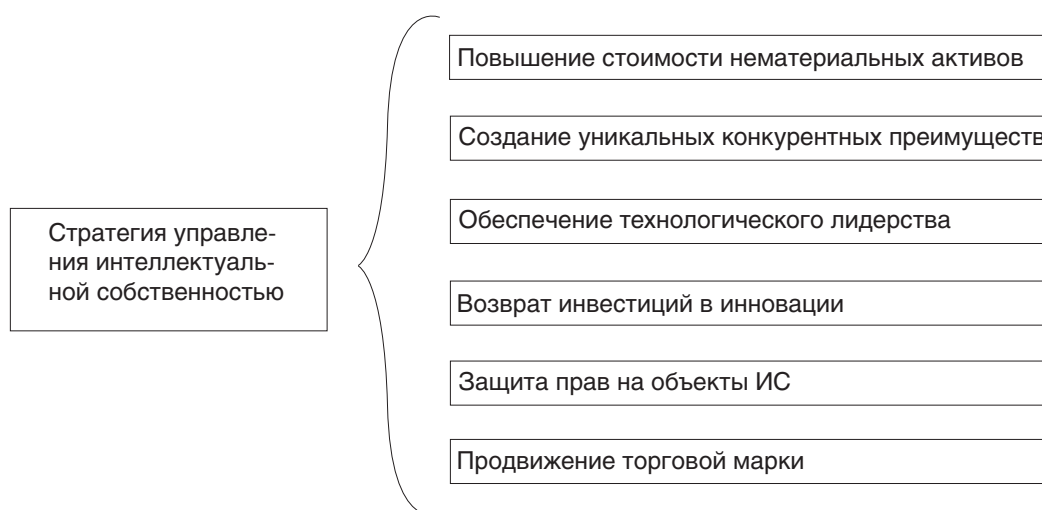 Повышение стоимости нематериальных активов
Создание уникальных конкурентных преимуществ
Стратегия управле-
ния интеллектуаль-
ной собственностью
Обеспечение технологического лидерства
Возврат инвестиций в инновации
Защита прав на объекты ИС
Продвижение торговой марки